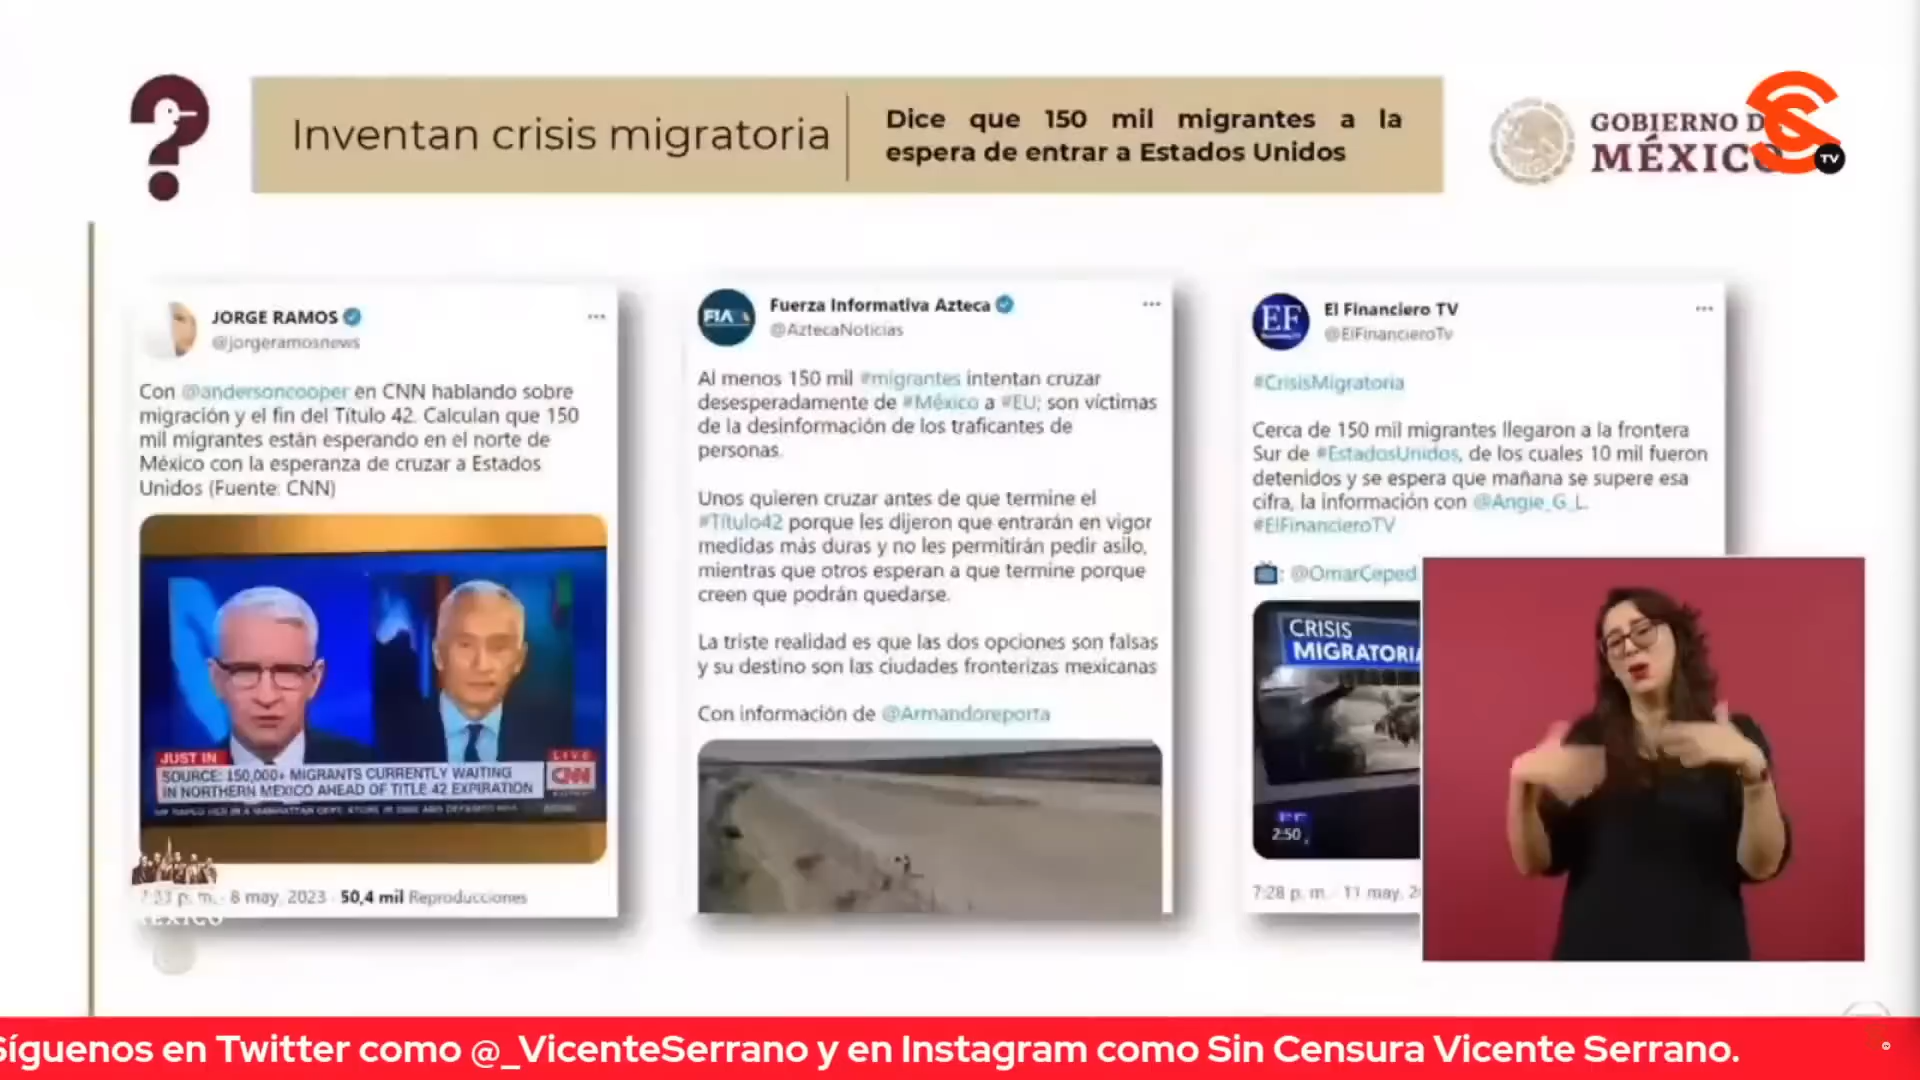 Inventan crisis migratoria
Dice que 150 mil migrantes a la
espera de entrar a Estados Unidos
GOBIERNO D
MÉXICO
TV
JORGE RAMOS
@jorgeramosnews
Con @andersoncooper en CNN hablando sobre
migración y el fin del Título 42. Calculan que 150
mil migrantes están esperando en el norte de
México con la esperanza de cruzar a Estados
Unidos (Fuente: CNN)
JUST IN
LIVE
SOURCE: 150,000+ MIGRANTS CURRENTLY WAITING
IN NORTHERN MEXICO AHEAD OF TITLE 42 EXPIRATION
CNN
p. m. · 8 may. 2023 · 50,4 mil Reproducciones
MÉXICO
Fuerza Informativa Azteca
@AztecaNoticias
FIA
Al menos 150 mil #migrantes intentan cruzar
desesperadamente de #México a #EU; son víctimas
de la desinformación de los traficantes de
personas.
Unos quieren cruzar antes de que termine el
#Título42 porque les dijeron que entrarán en vigor
medidas más duras y no les permitirán pedir asilo,
mientras que otros esperan a que termine porque
creen que podrán quedarse.
La triste realidad es que las dos opciones son falsas
y su destino son las ciudades fronterizas mexicanas
Con información de @Armandoreporta
EF
El Financiero TV
@ElFinancieroTv
#CrisisMigratoria
Cerca de 150 mil migrantes llegaron a la frontera
Sur de #EstadosUnidos, de los cuales 10 mil fueron
detenidos y se espera que mañana se supere esa
cifra, la información con @Angie_G_L.
#ElFinancieroTV
: @OmarCeped
CRISIS
MIGRATORIA
EF
2:50
7:28 p. m. · 11 may. 2
Síguenos en Twitter como @_VicenteSerrano y en Instagram como Sin Censura Vicente Serrano.